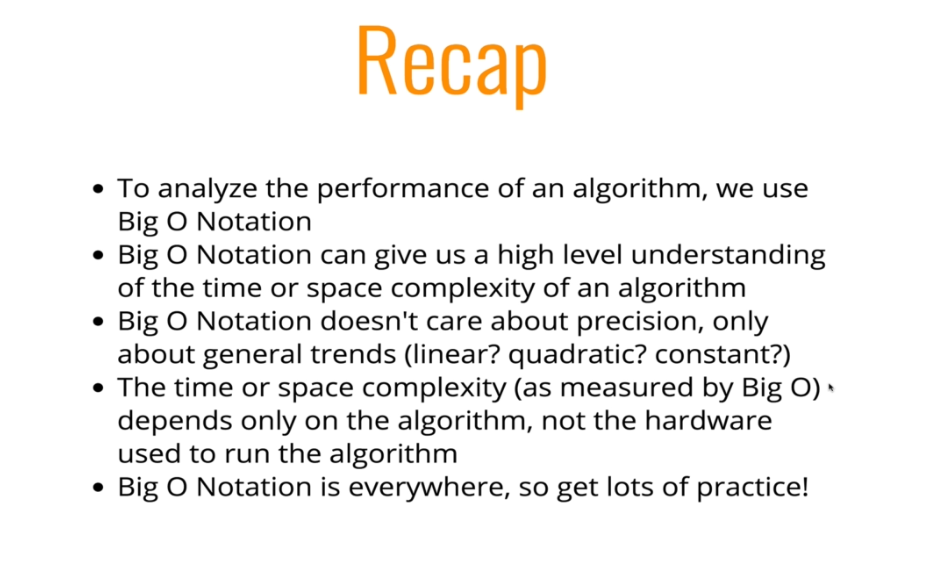 Recap
• To analyze the performance of an algorithm, we use
Big O Notation
• Big O Notation can give us a high level understanding
of the time or space complexity of an algorithm
• Big O Notation doesn't care about precision, only
about general trends (linear? quadratic? constant?)
• The time or space complexity (as measured by Big O)
depends only on the algorithm, not the hardware
used to run the algorithm
• Big O Notation is everywhere, so get lots of practice!